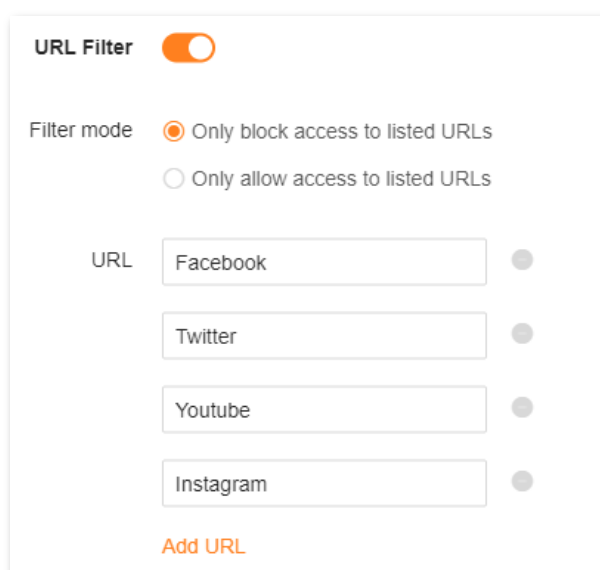 URL Filter
Filter mode
Only block access to listed URLs
Only allow access to listed URLs
URL
Facebook
Twitter
Youtube
Instagram
Add URL